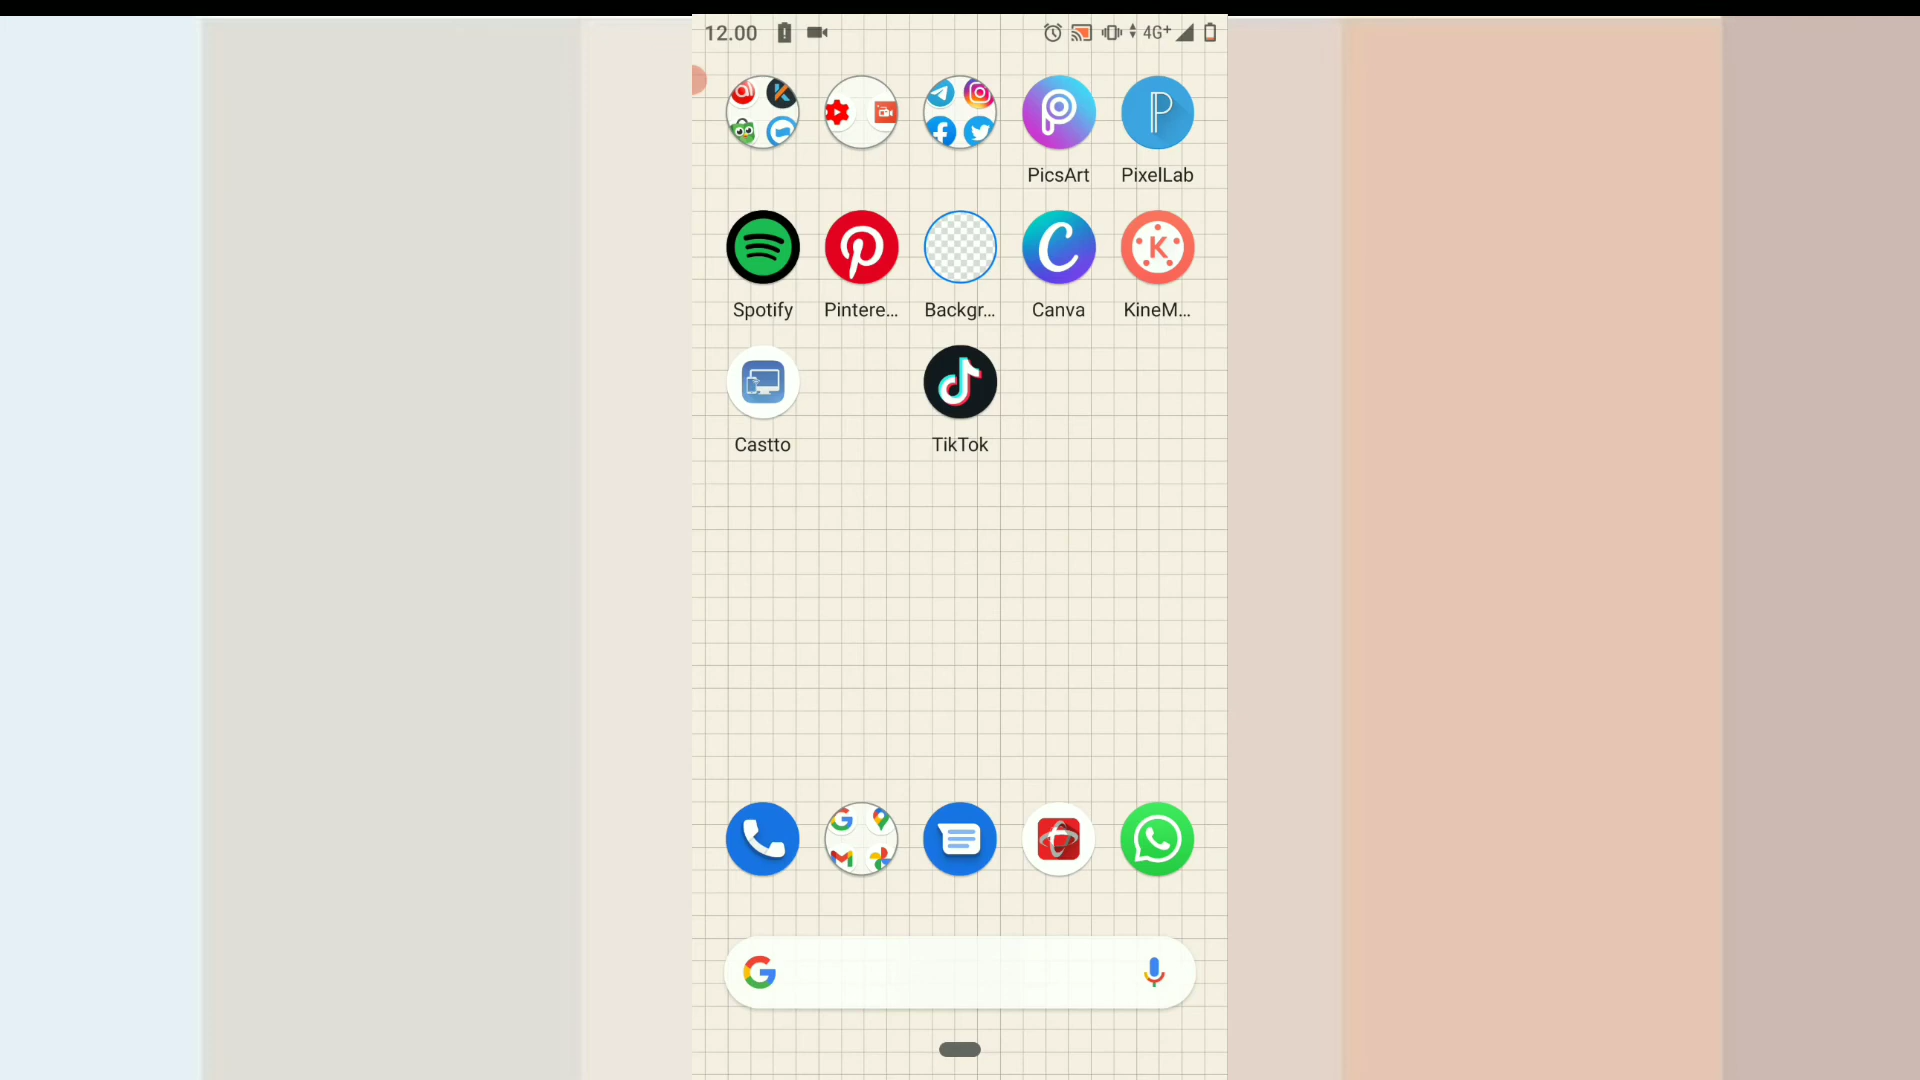 12.00 4G+
PicsArt PixelLab
Spotify Pintere... Backgr... Canva KineM...
Castto TikTok